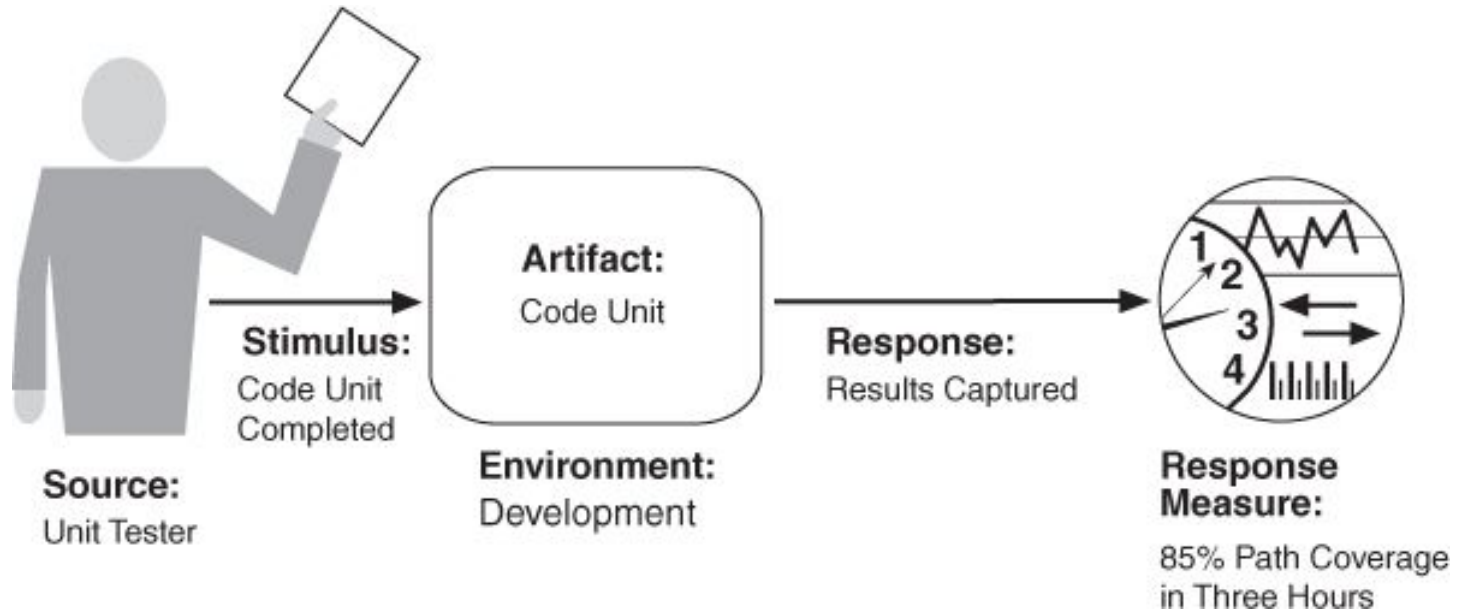 Source:
Unit Tester
Stimulus:
Code Unit
Completed
Artifact:
Code Unit
Environment:
Development
Response:
Results Captured
1
2
3
4
Response
Measure:
85% Path Coverage
in Three Hours